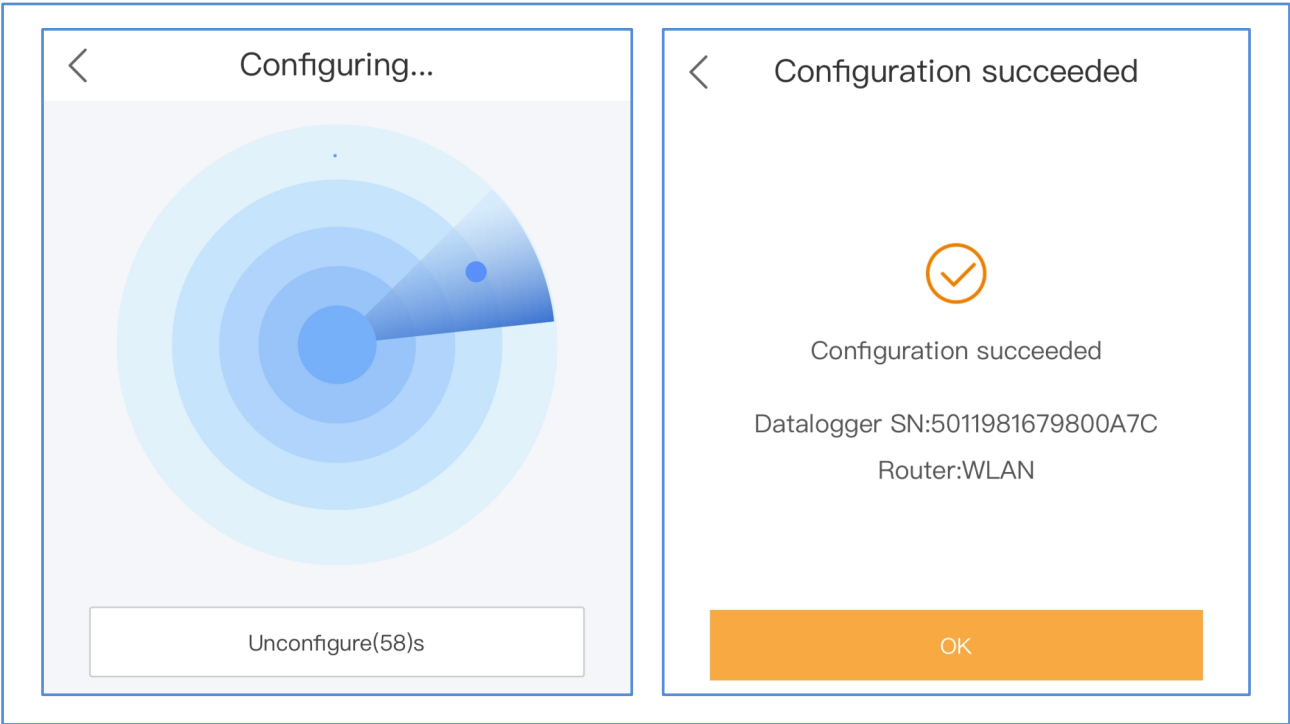 Configuring...
Unconfigure(58)s
Configuration succeeded
Configuration succeeded
Datalogger SN:5011981679800A7C
Router:WLAN
OK